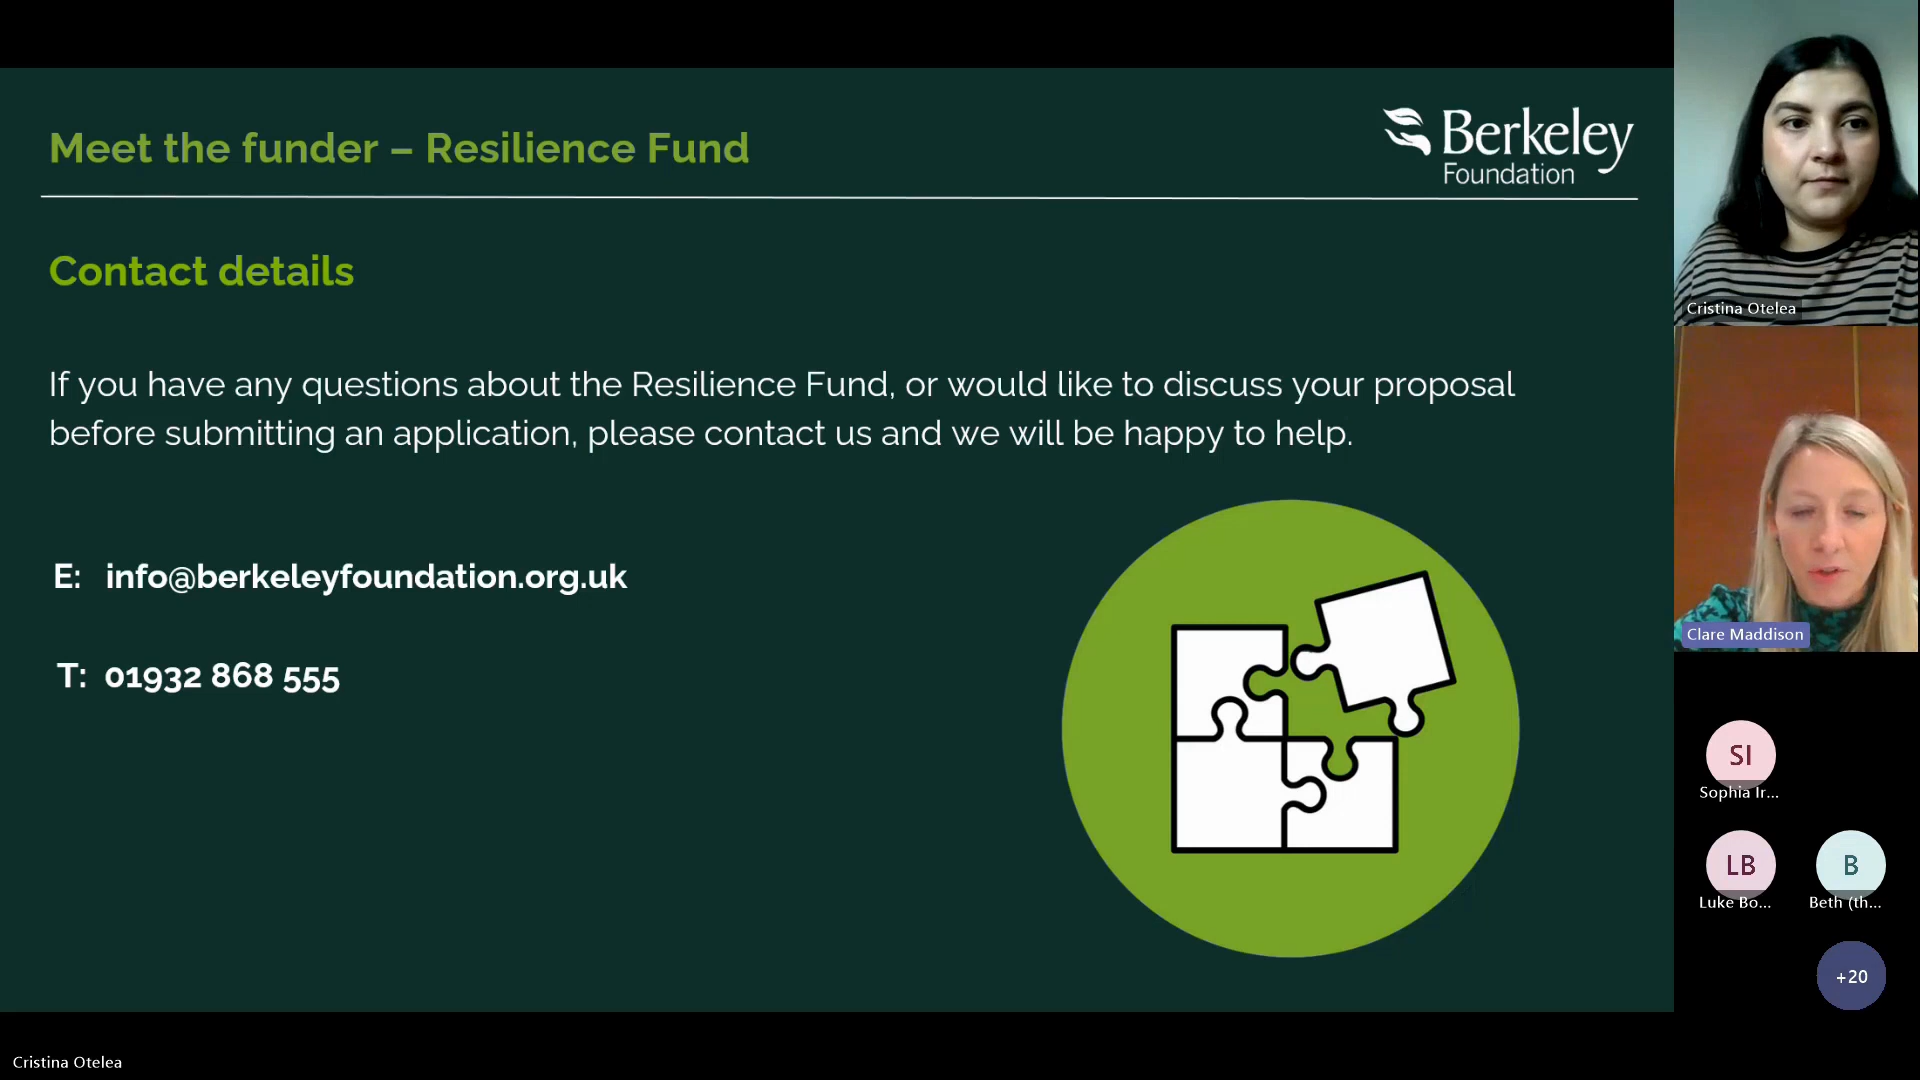 Meet the funder – Resilience Fund
Berkeley
Foundation
Contact details
If you have any questions about the Resilience Fund, or would like to discuss your proposal
before submitting an application, please contact us and we will be happy to help.
E: info@berkeleyfoundation.org.uk
T: 01932 868 555
Cristina Otelea
Clare Maddison
SI
Sophia Ir...
LB
Luke Bo...
B
Beth (th...
+20
Cristina Otelea